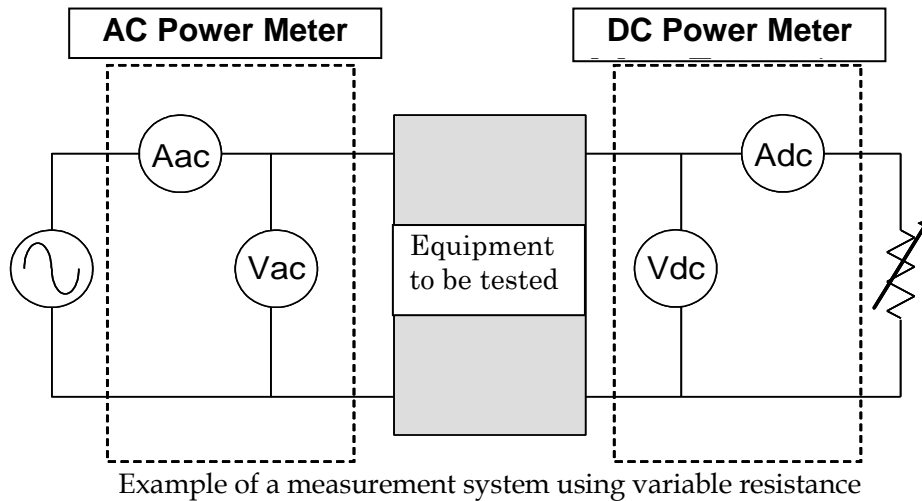 AC Power Meter
DC Power Meter
Aac
Adc
Vac
Equipment
to be tested
Vdc
Example of a measurement system using variable resistance